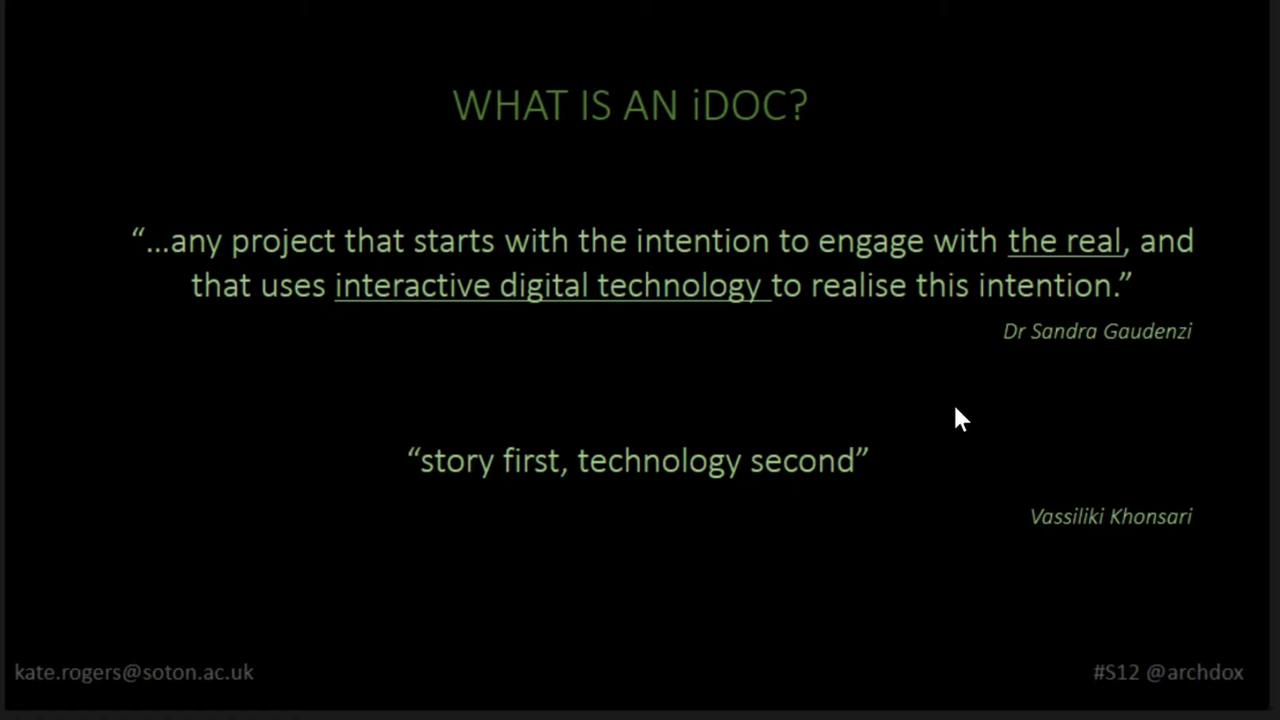 WHAT IS AN iDOC?
“...any project that starts with the intention to engage with the real, and
that uses interactive digital technology to realise this intention.”
Dr Sandra Gaudenzi
“story first, technology second”
Vassiliki Khonsari
kate.rogers@soton.ac.uk
#S12 @archdox